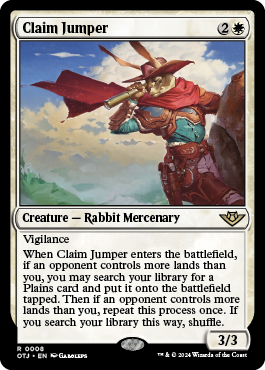 Claim Jumper 2
Creature — Rabbit Mercenary
Vigilance
When Claim Jumper enters the battlefield,
if an opponent controls more lands than
you, you may search your library for a
Plains card and put it onto the battlefield
tapped. Then if an opponent controls more
lands than you, repeat this process once. If
you search your library this way, shuffle.
3/3
R 0008
OTJ • EN Gaboleps
™ & © 2024 Wizards of the Coast